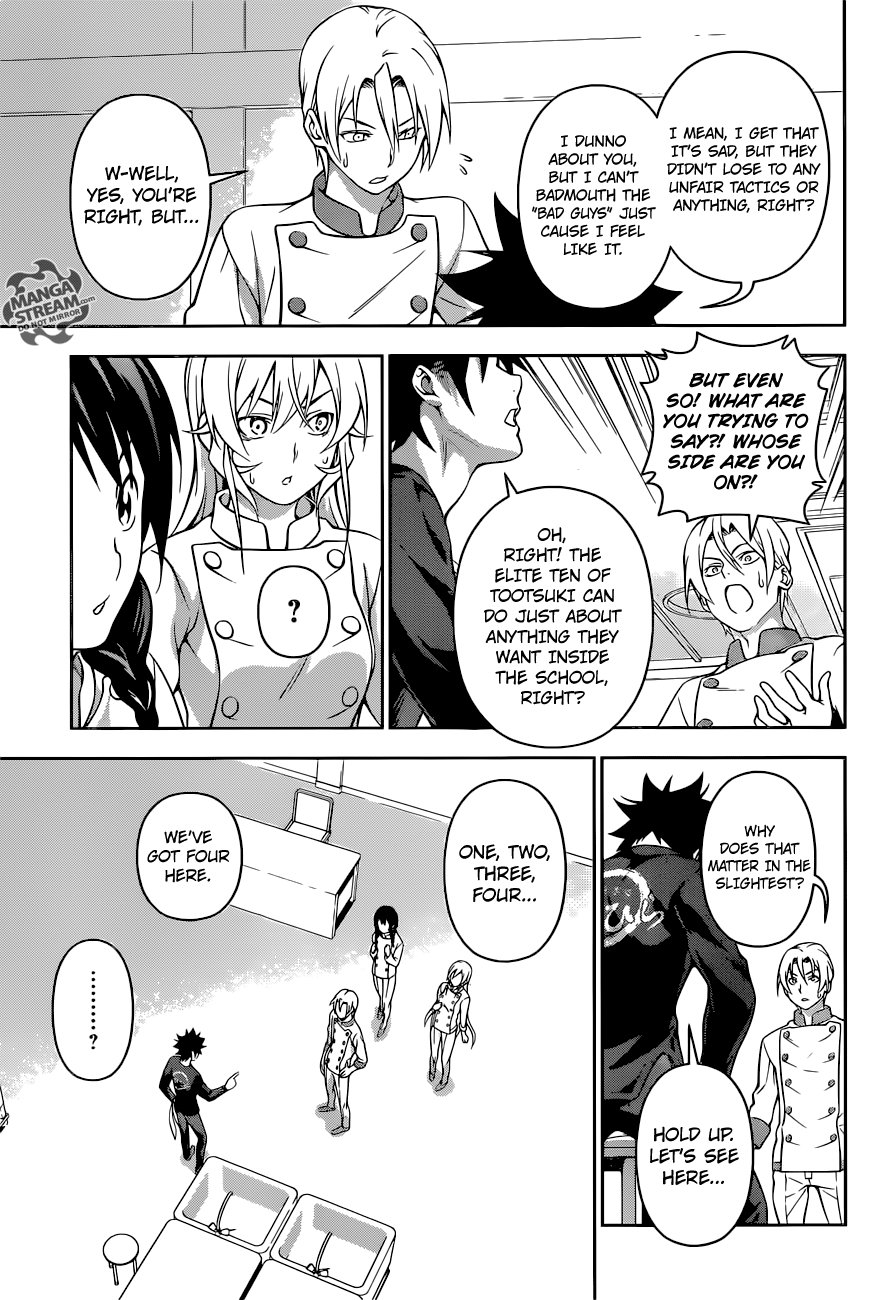 I MEAN, I GET THAT
IT'S SAD, BUT THEY
DIDN'T LOSE TO ANY
UNFAIR TACTICS OR
ANYTHING, RIGHT?
I DUNNO
ABOUT YOU,
BUT I CAN'T
BADMOUTH THE
"BAD GUYS" JUST
CAUSE I FEEL
LIKE IT.
W-WELL,
YES, YOU'RE
RIGHT, BUT...
MANGA
STREAM.com
DO NOT MIRROR
BUT EVEN
SO! WHAT ARE
YOU TRYING TO
SAY?! WHOSE
SIDE ARE YOU
ON?!
OH,
RIGHT! THE
ELITE TEN OF
TOOTSUKI CAN
DO JUST ABOUT
ANYTHING THEY
WANT INSIDE
THE SCHOOL,
RIGHT?
?
WHY
DOES THAT
MATTER IN THE
SLIGHTEST?
HOLD UP.
LET'S SEE
HERE...
ONE, TWO,
THREE,
FOUR...
WE'VE
GOT FOUR
HERE.
.........?